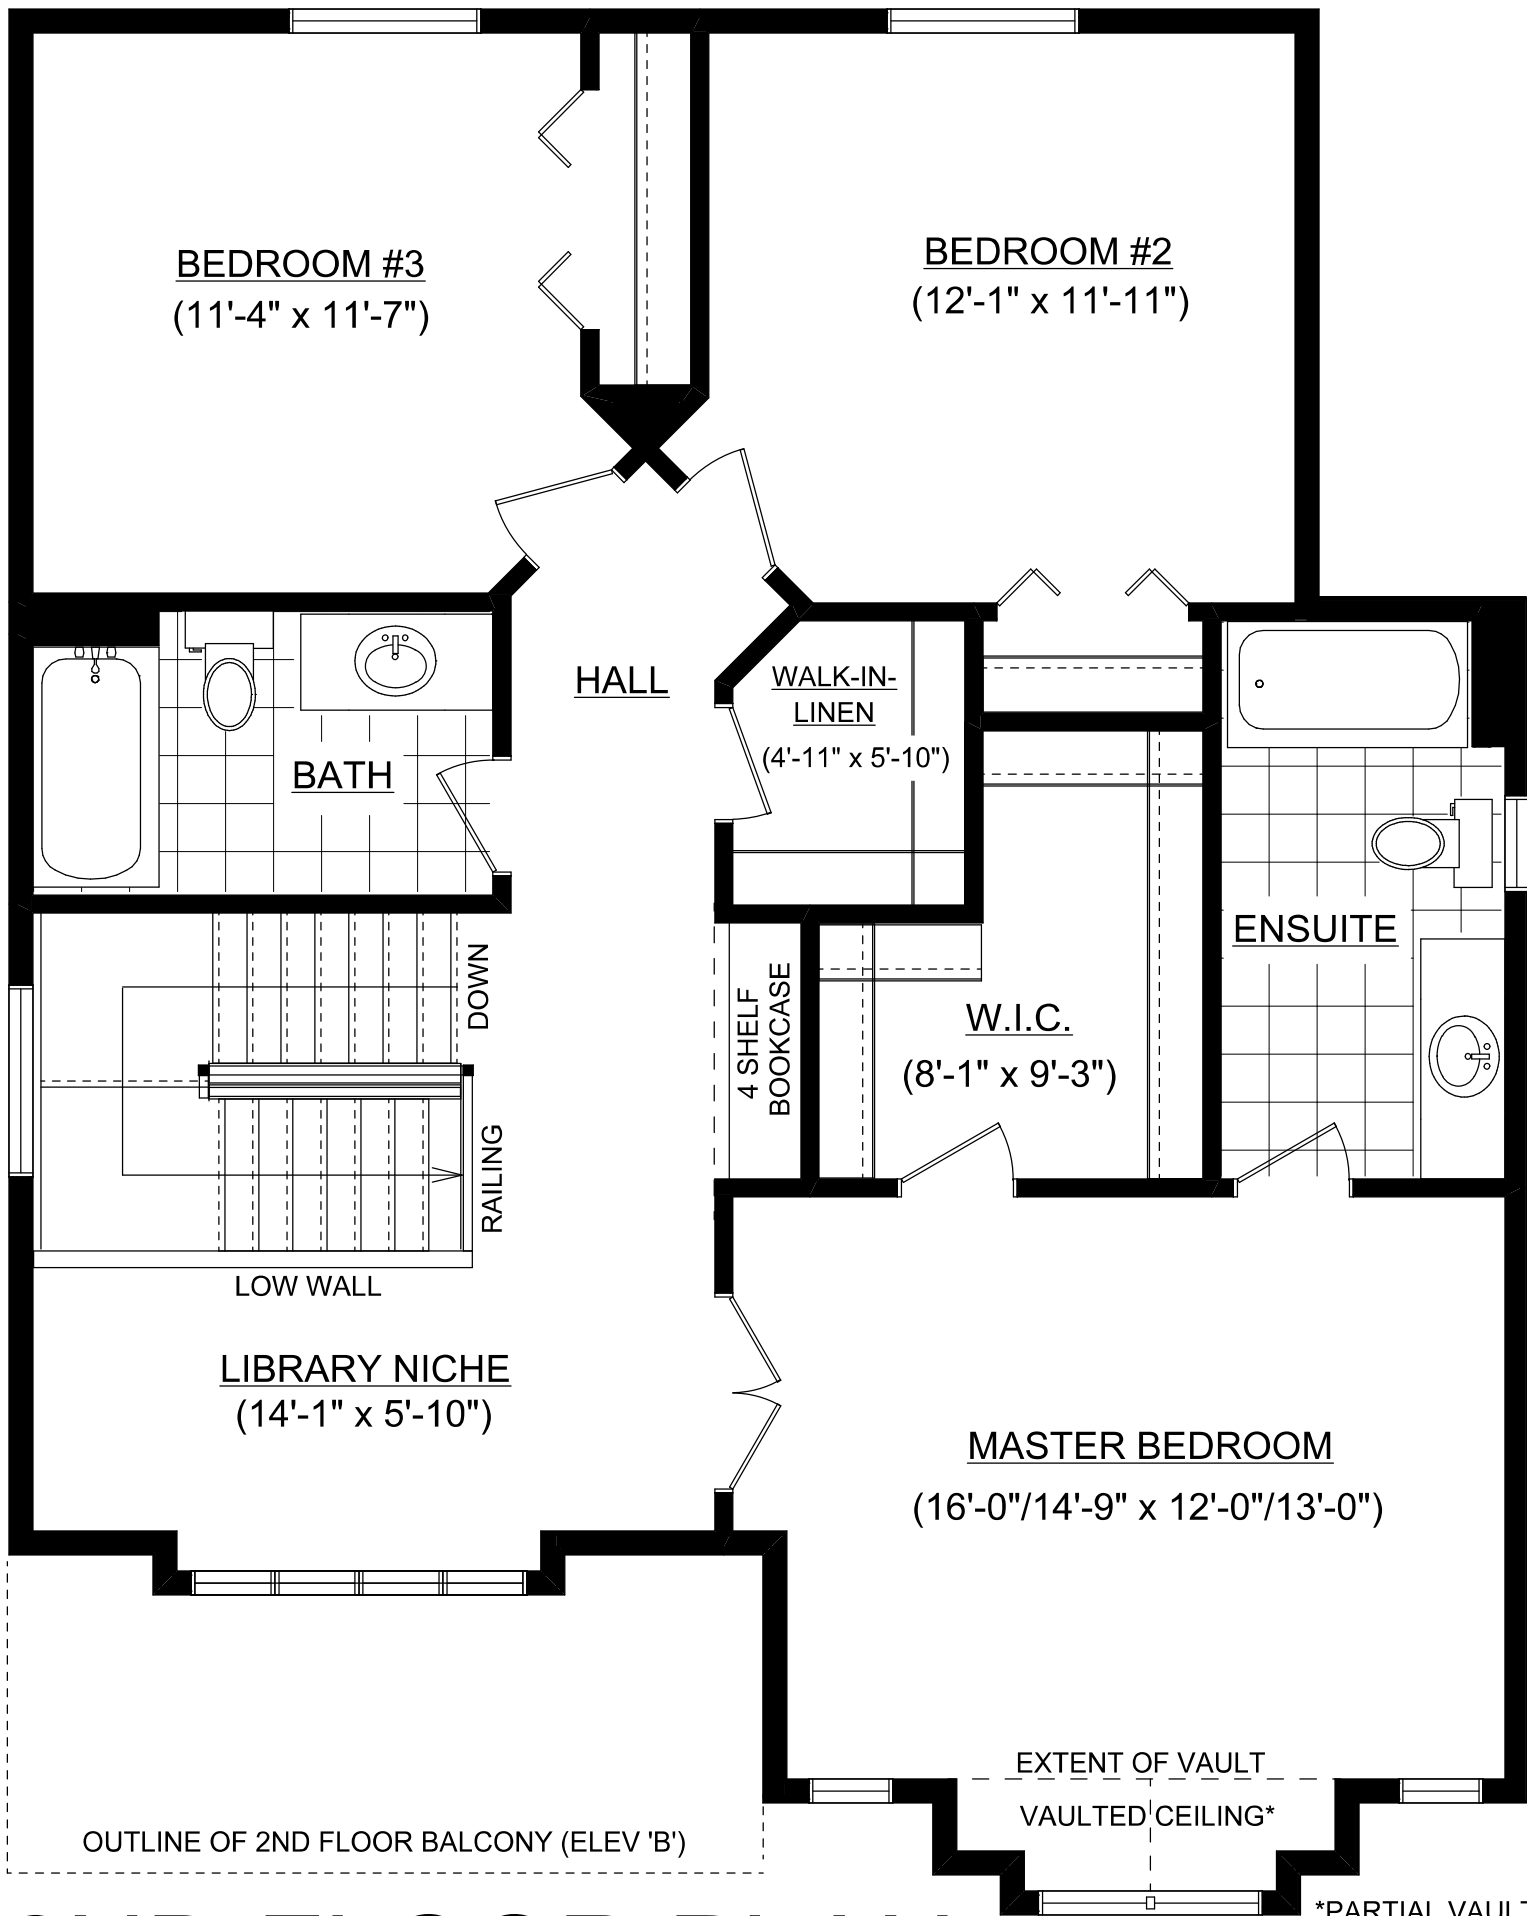 BEDROOM #3
(11'-4" x 11'-7")
BEDROOM #2
(12'-1" x 11'-11")
HALL
WALK-IN-
LINEN
(4'-11" x 5'-10")
BATH
ENSUITE
DOWN
4 SHELF
BOOKCASE
W.I.C.
(8'-1" x 9'-3")
RAILING
LOW WALL
LIBRARY NICHE
(14'-1" x 5'-10")
MASTER BEDROOM
(16'-0"/14'-9" x 12'-0"/13'-0")
EXTENT OF VAULT
VAULTED CEILING*
OUTLINE OF 2ND FLOOR BALCONY (ELEV 'B')
*PARTIAL VAULT